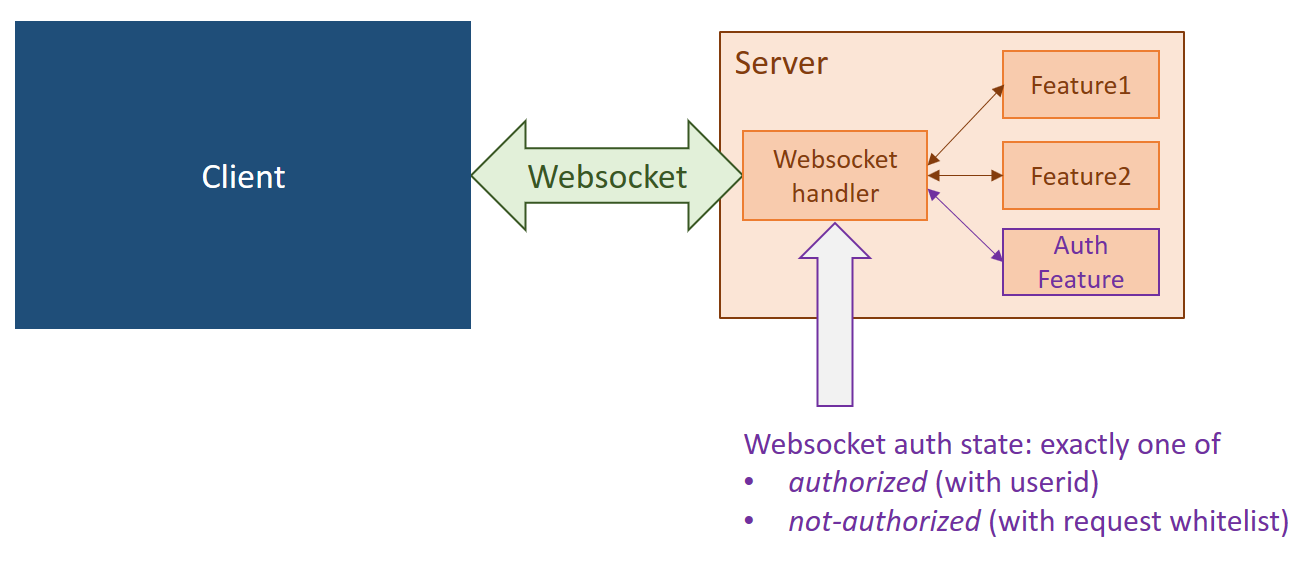 Client
Websocket
Server
Websocket
handler
Feature1
Feature2
Auth
Feature
Websocket auth state: exactly one of
• authorized (with userid)
• not-authorized (with request whitelist)